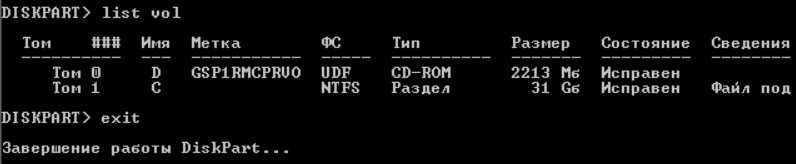 DISKPART> list vol
Том ### Имя Метка ФС Тип Размер Состояние Сведения
Том 0 D GSP1RMCPRVO UDF CD-ROM 2213 Мб Исправен
Том 1 C NTFS Раздел 31 Gб Исправен Файл под
DISKPART> exit
Завершение работы DiskPart...